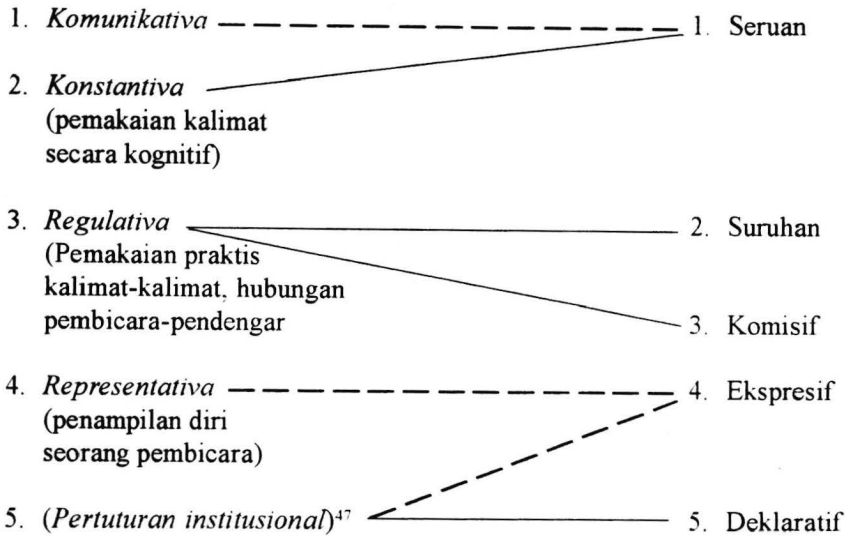 1. Komunikativa 1. Seruan
2. Konstantiva
(pemakaian kalimat
secara kognitif)
3. Regulativa 2. Suruhan
(Pemakaian praktis
kalimat-kalimat, hubungan
pembicara-pendengar 3. Komisif
4. Representativa 4. Ekspresif
(penampilan diri
seorang pembicara)
5. (Pertuturan institusional)⁴⁷ 5. Deklaratif